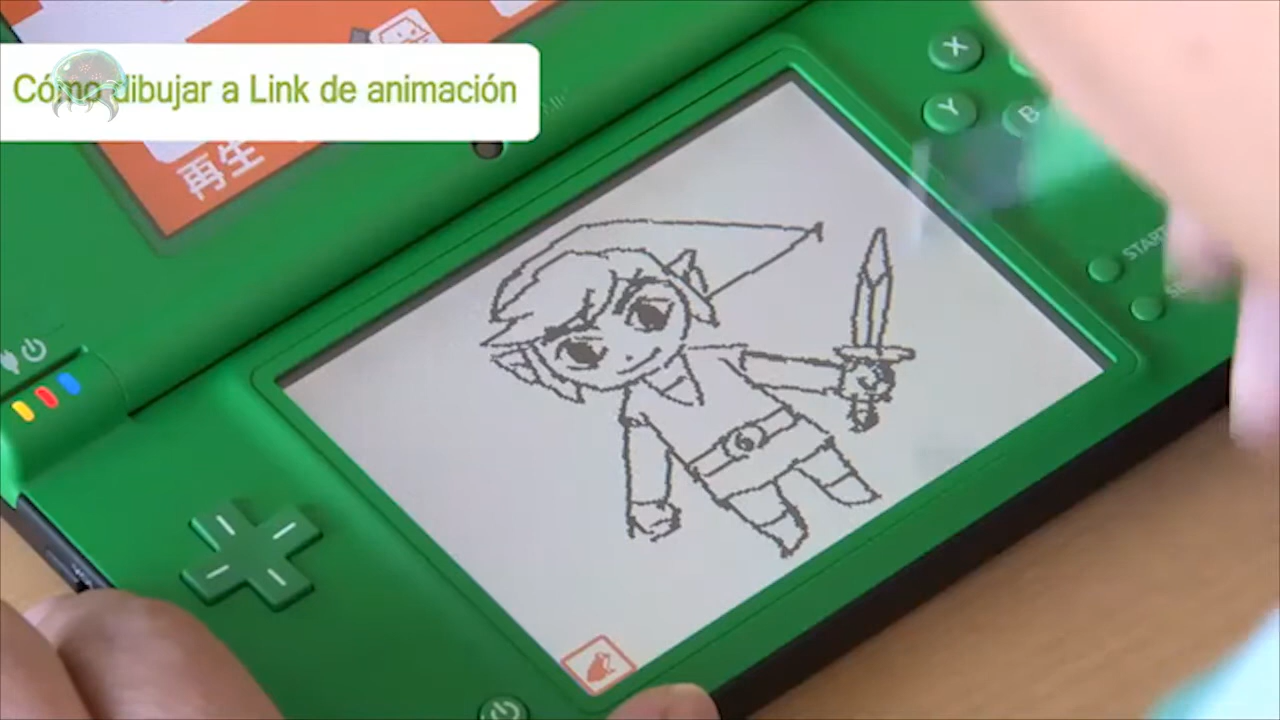 Cómo dibujar a Link de animación
再生
X
Y
B
START